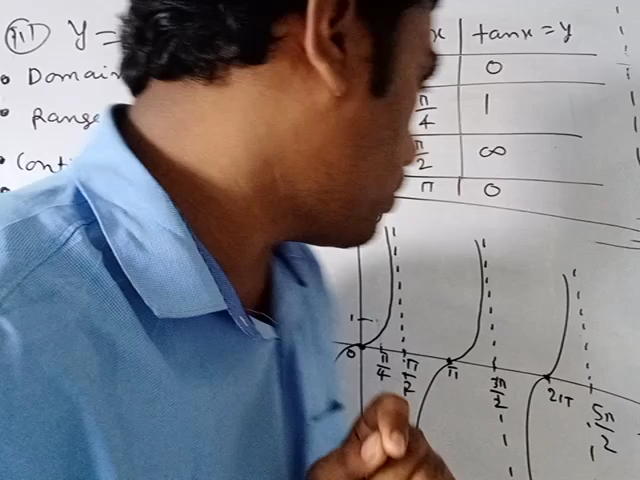 (III) y =
x | tanx = y
• Domain
0
• Range
π/4 | 1
π/2 | ∞
• Conti
π | 0
1
0 π/4 π/2 π 3π/2 2π 5π/2